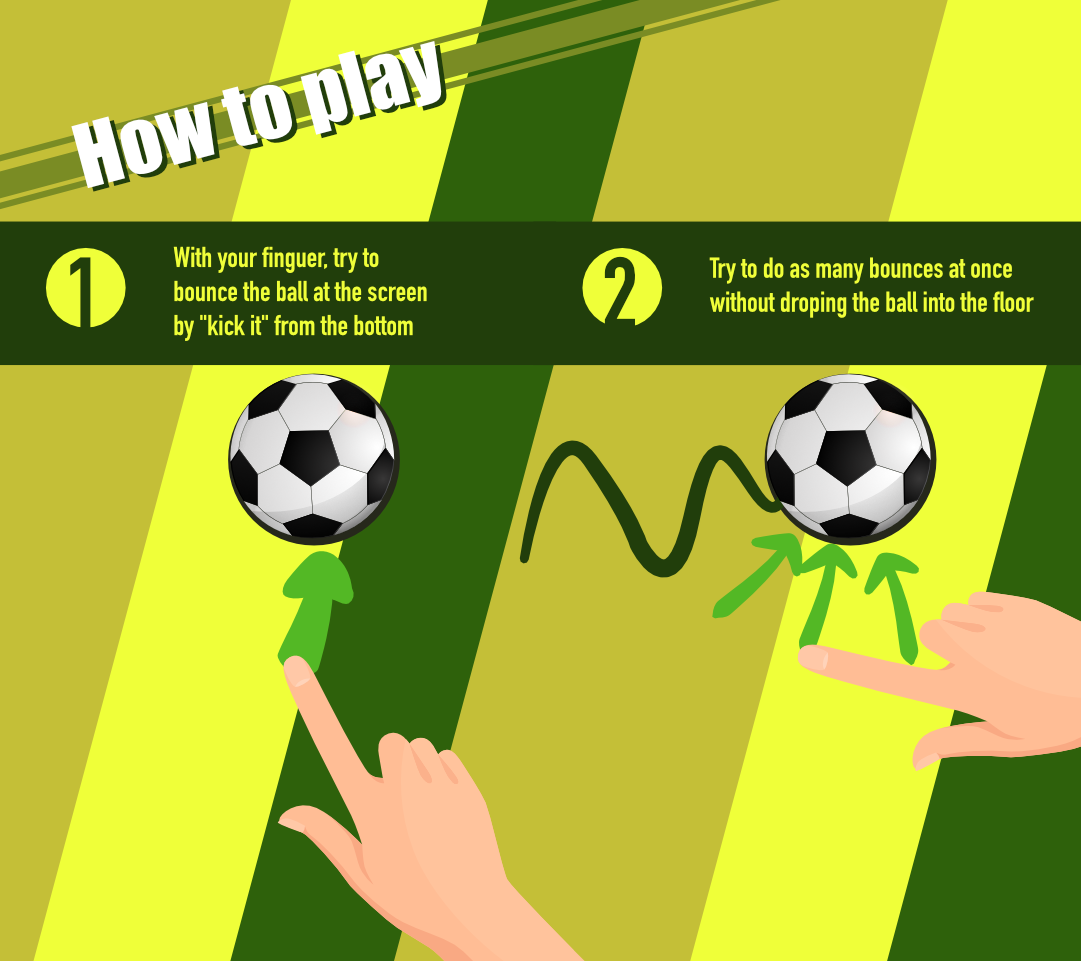 How to play
1
With your finguer, try to
bounce the ball at the screen
by "kick it" from the bottom
2
Try to do as many bounces at once
without droping the ball into the floor